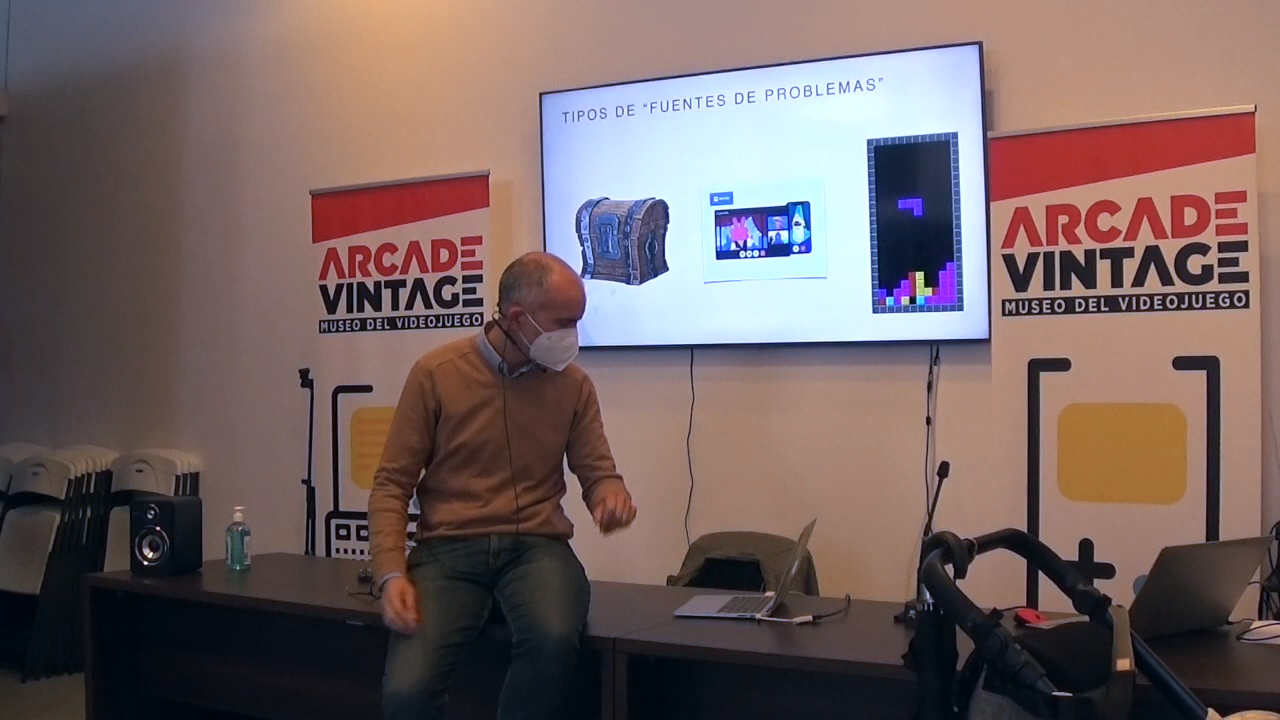 TIPOS DE “FUENTES DE PROBLEMAS”
ARCADE
VINTAGE
MUSEO DEL VIDEOJUEGO
ARCADE
VINTAGE
MUSEO DEL VIDEOJUEGO